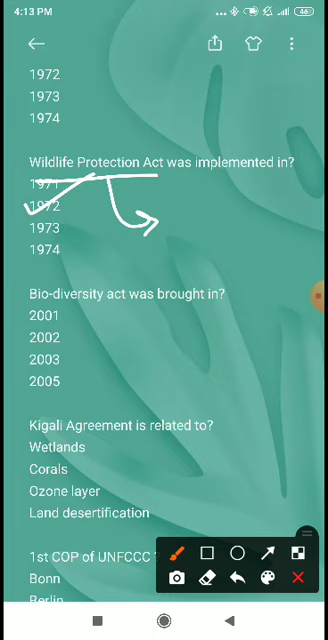 4:13 PM
48
1972
1973
1974
Wildlife Protection Act was implemented in?
1971
1972
1973
1974
Bio-diversity act was brought in?
2001
2002
2003
2005
Kigali Agreement is related to?
Wetlands
Corals
Ozone layer
Land desertification
1st COP of UNFCCC ?
Bonn
Berlin